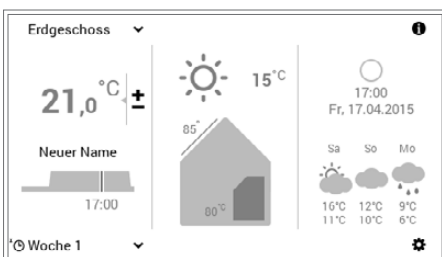 Erdgeschoss
21,0 °C ±
Neuer Name
17:00
Woche 1
15°C
85°
80°C
17:00
Fr, 17.04.2015
Sa So Mo
16°C 12°C 9°C
11°C 10°C 6°C